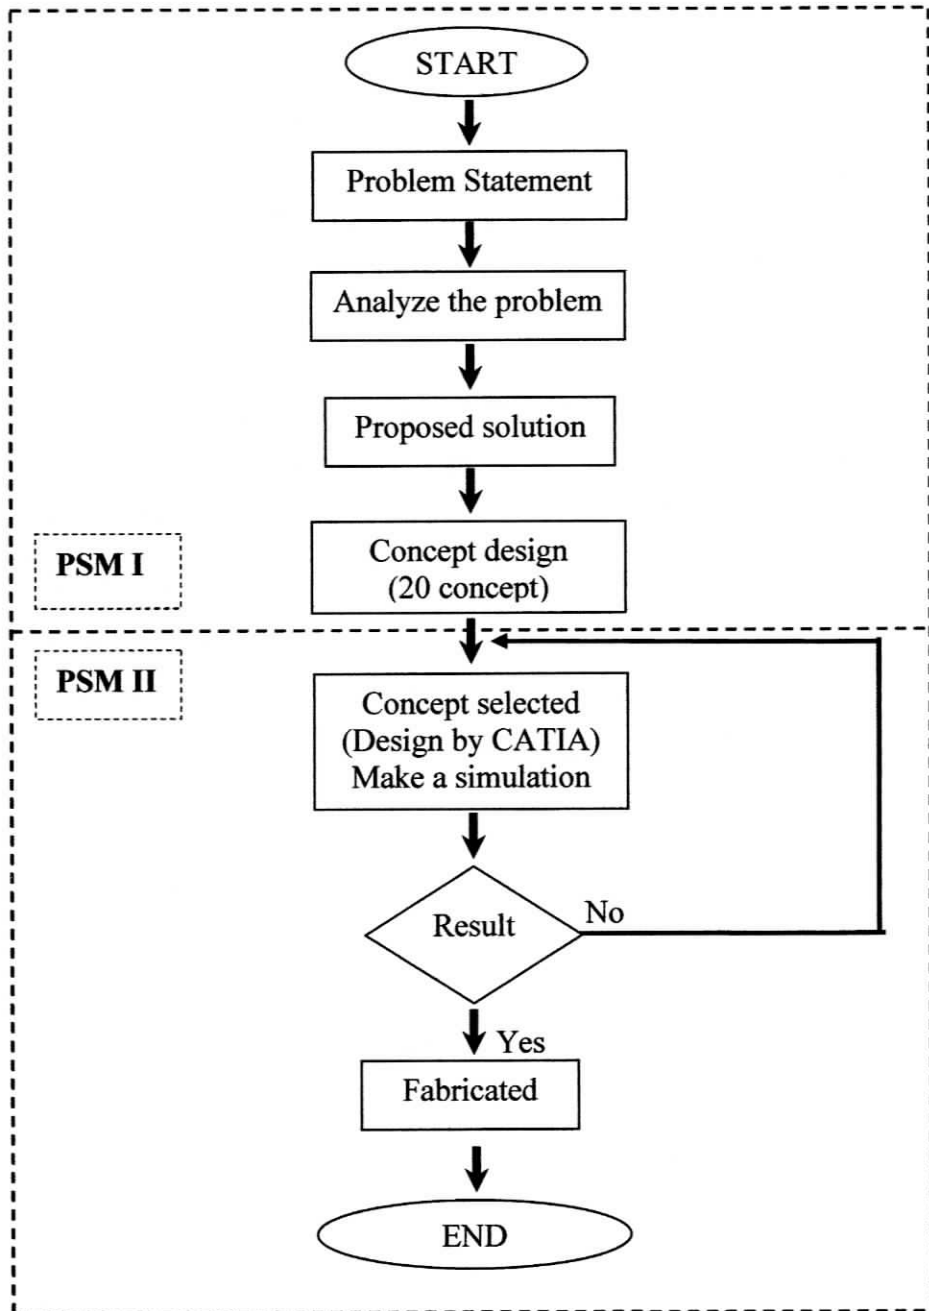 START
Problem Statement
Analyze the problem
Proposed solution
Concept design
(20 concept)
PSM I
PSM II
Concept selected
(Design by CATIA)
Make a simulation
Result
No
Yes
Fabricated
END